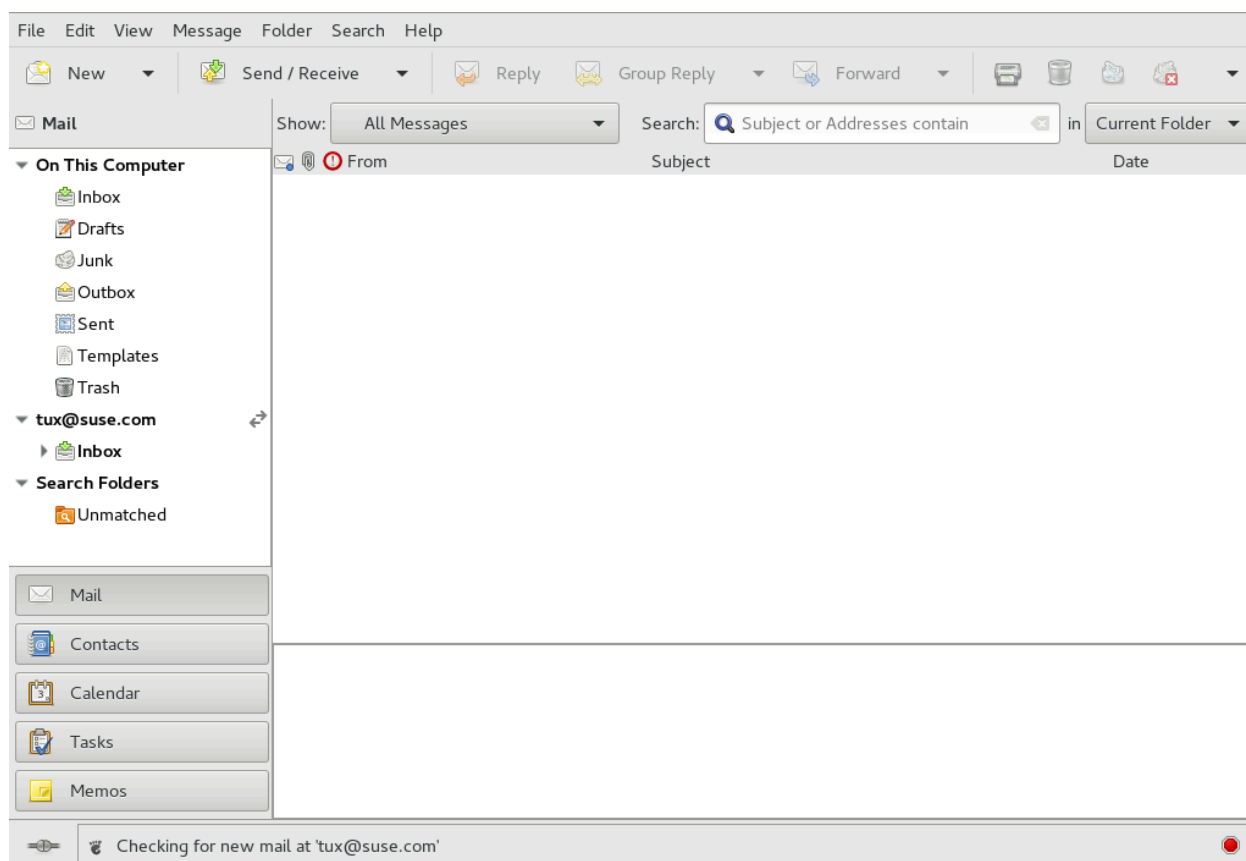 File Edit View Message Folder Search Help
New Send / Receive Reply Group Reply Forward
Mail Show: All Messages Search: Subject or Addresses contain in Current Folder
From Subject Date
On This Computer
Inbox
Drafts
Junk
Outbox
Sent
Templates
Trash
tux@suse.com
Inbox
Search Folders
Unmatched
Mail
Contacts
Calendar
Tasks
Memos
Checking for new mail at 'tux@suse.com'